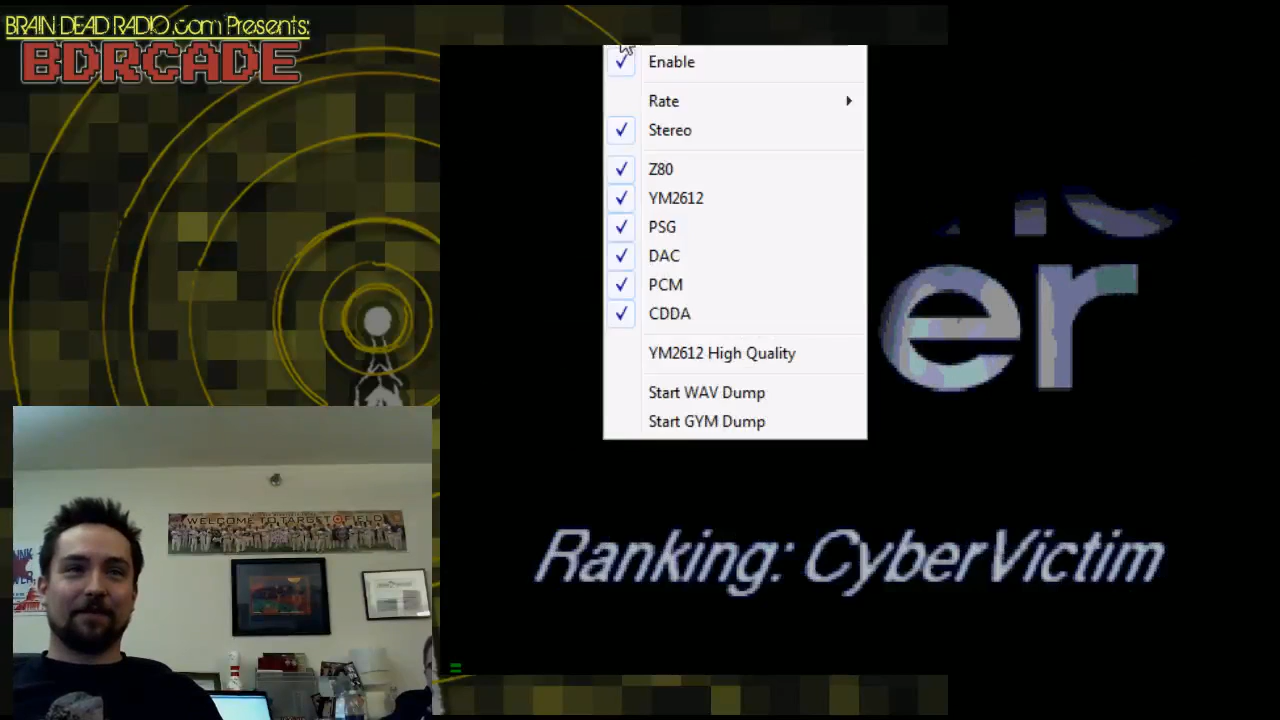 BRAIN DEAD RADIO.com Presents:
BDRCADE
Enable
Rate
Stereo
Z80
YM2612
PSG
DAC
PCM
CDDA
YM2612 High Quality
Start WAV Dump
Start GYM Dump
er
Ranking: CyberVictim
WELCOME TO TARGET FIELD